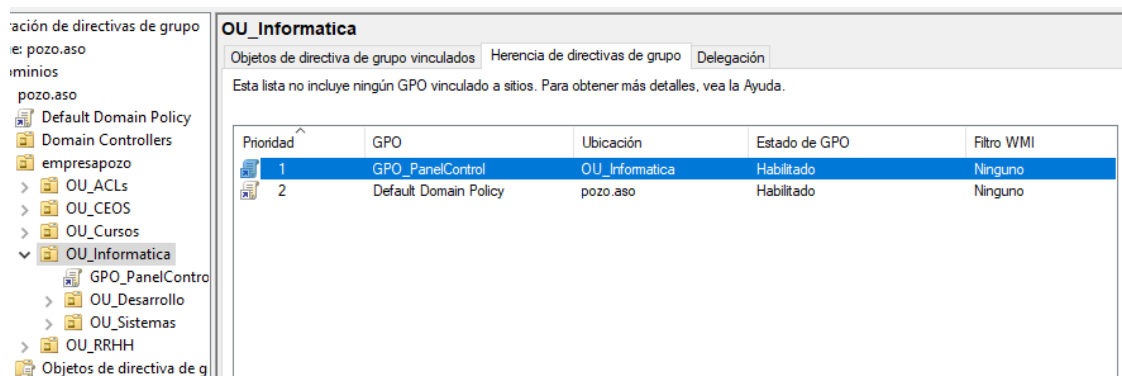 ración de directivas de grupo
e: pozo.aso
ominios
pozo.aso
Default Domain Policy
Domain Controllers
empresapozo
OU_ACLs
OU_CEOS
OU_Cursos
OU_Informatica
GPO_PanelContro
OU_Desarrollo
OU_Sistemas
OU_RRHH
Objetos de directiva de g
OU_Informatica
Objetos de directiva de grupo vinculados Herencia de directivas de grupo Delegación
Esta lista no incluye ningún GPO vinculado a sitios. Para obtener más detalles, vea la Ayuda.
Prioridad GPO Ubicación Estado de GPO Filtro WMI
1 GPO_PanelControl OU_Informatica Habilitado Ninguno
2 Default Domain Policy pozo.aso Habilitado Ninguno